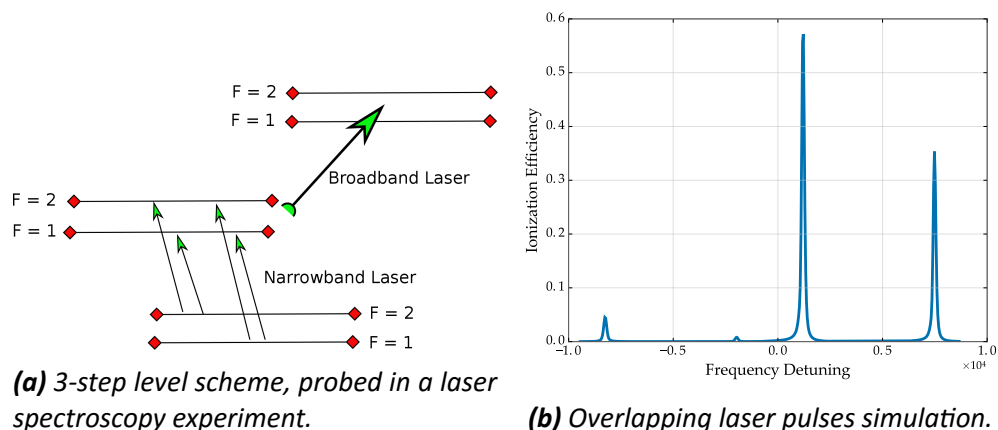 F = 2
F = 1
Broadband Laser
F = 2
F = 1
Narrowband Laser
F = 2
F = 1
(a) 3-step level scheme, probed in a laser
spectroscopy experiment.
Ionization Efficiency
0.6
0.5
0.4
0.3
0.2
0.1
0.0
−1.0 −0.5 0.0 0.5 1.0
×10⁴
Frequency Detuning
(b) Overlapping laser pulses simulation.